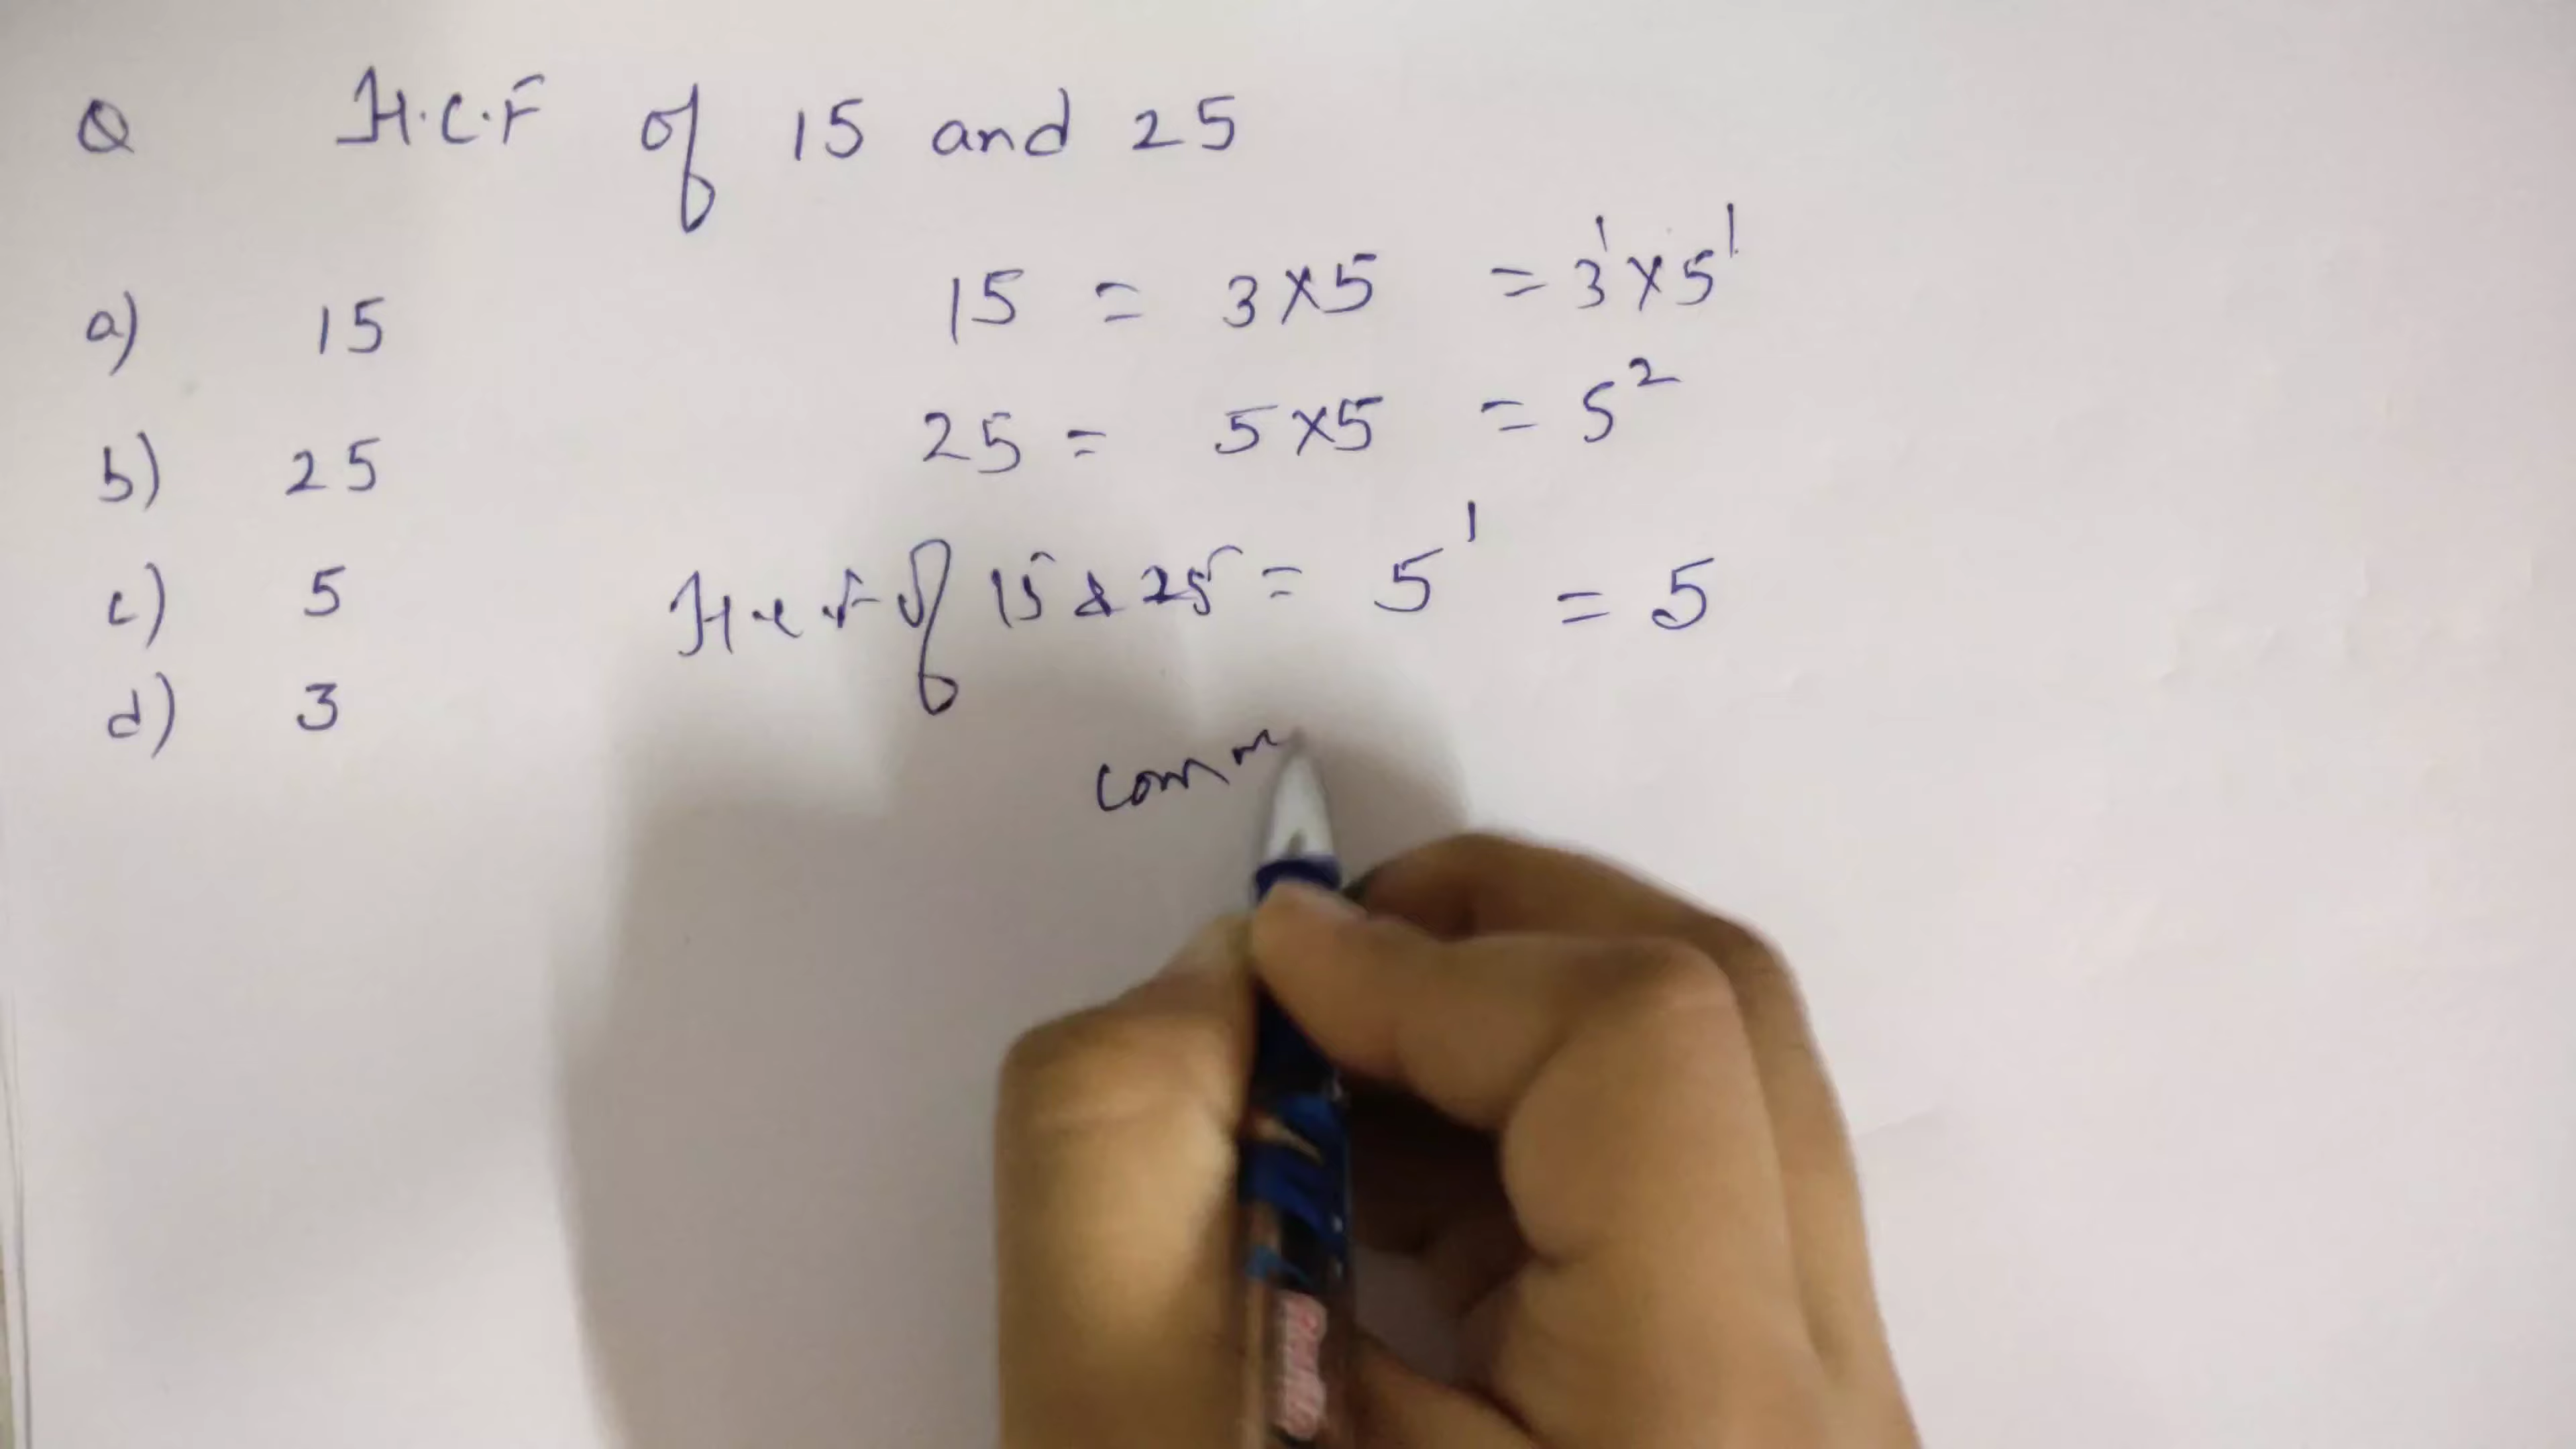 Q H.C.F of 15 and 25
15 = 3×5 = 3¹×5¹
a) 15
25 = 5×5 = 5²
b) 25
H.C.F of 15 & 25 = 5¹ = 5
c) 5
d) 3
comm